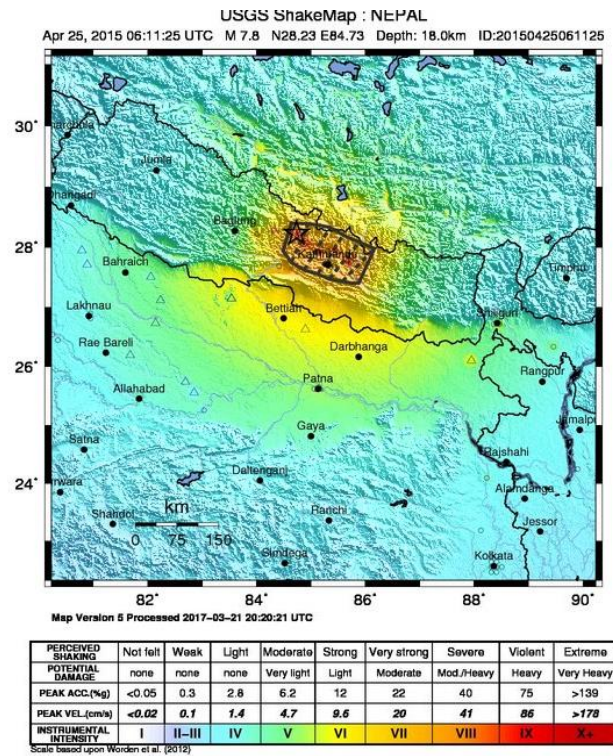 USGS ShakeMap : NEPAL
Apr 25, 2015 06:11:25 UTC M 7.8 N28.23 E84.73 Depth: 18.0km ID:20150425061125
30°
28°
26°
24°
Jumla
Dhangadi
Baglung
Kathmandu
Bahraich
Timphu
Lakhnau
Bettiah
Siliguri
Rae Bareli
Darbhanga
Rangpur
Allahabad
Patna
Jamalpu
Gaya
Satna
Rajshahi
Daltenganj
Alamdanga
Shahdol
Ranchi
Jessor
Simdega
Kolkata
km
0 75 150
82° 84° 86° 88° 90°
Map Version 5 Processed 2017-03-21 20:20:21 UTC
PERCEIVED SHAKING Not felt Weak Light Moderate Strong Very strong Severe Violent Extreme
POTENTIAL DAMAGE none none none Very light Light Moderate Mod./Heavy Heavy Very Heavy
PEAK ACC.(%g) <0.05 0.3 2.8 6.2 12 22 40 75 >139
PEAK VEL.(cm/s) <0.02 0.1 1.4 4.7 9.6 20 41 86 >178
INSTRUMENTAL INTENSITY I II-III IV V VI VII VIII IX X+
Scale based upon Worden et al. (2012)